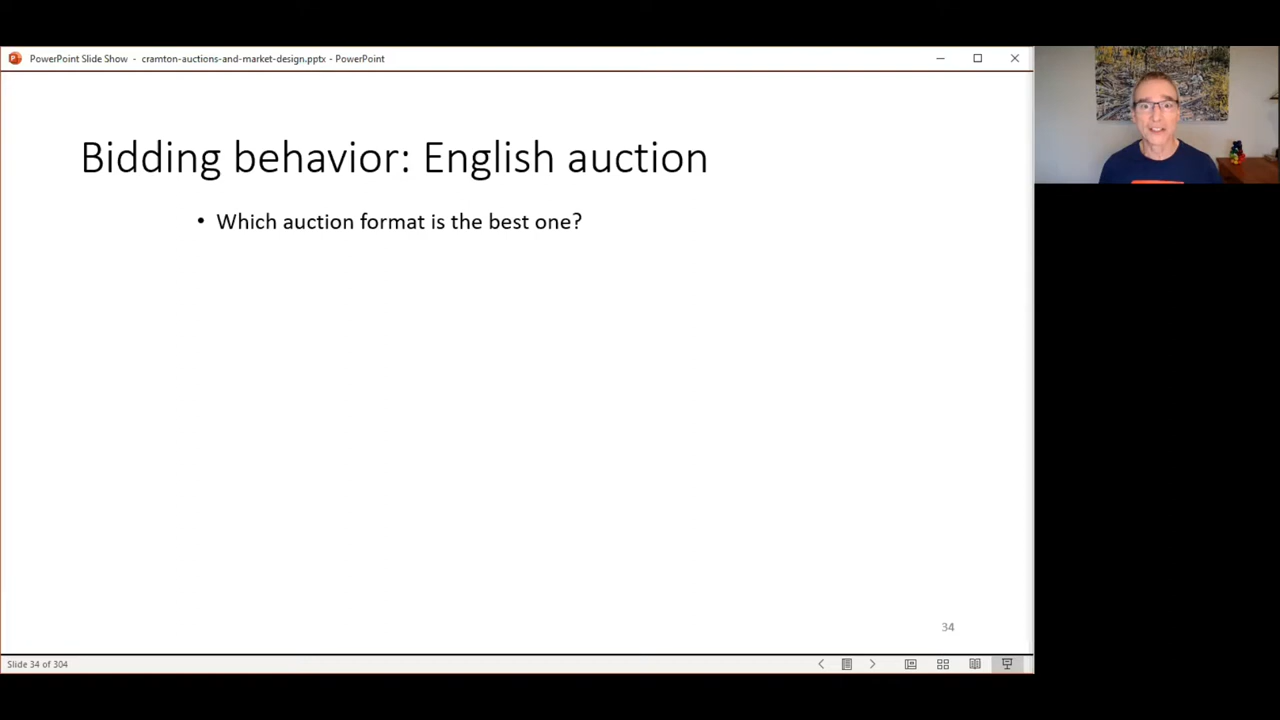 PowerPoint Slide Show - cramton-auctions-and-market-design.pptx - PowerPoint
Bidding behavior: English auction
• Which auction format is the best one?
34
Slide 34 of 304